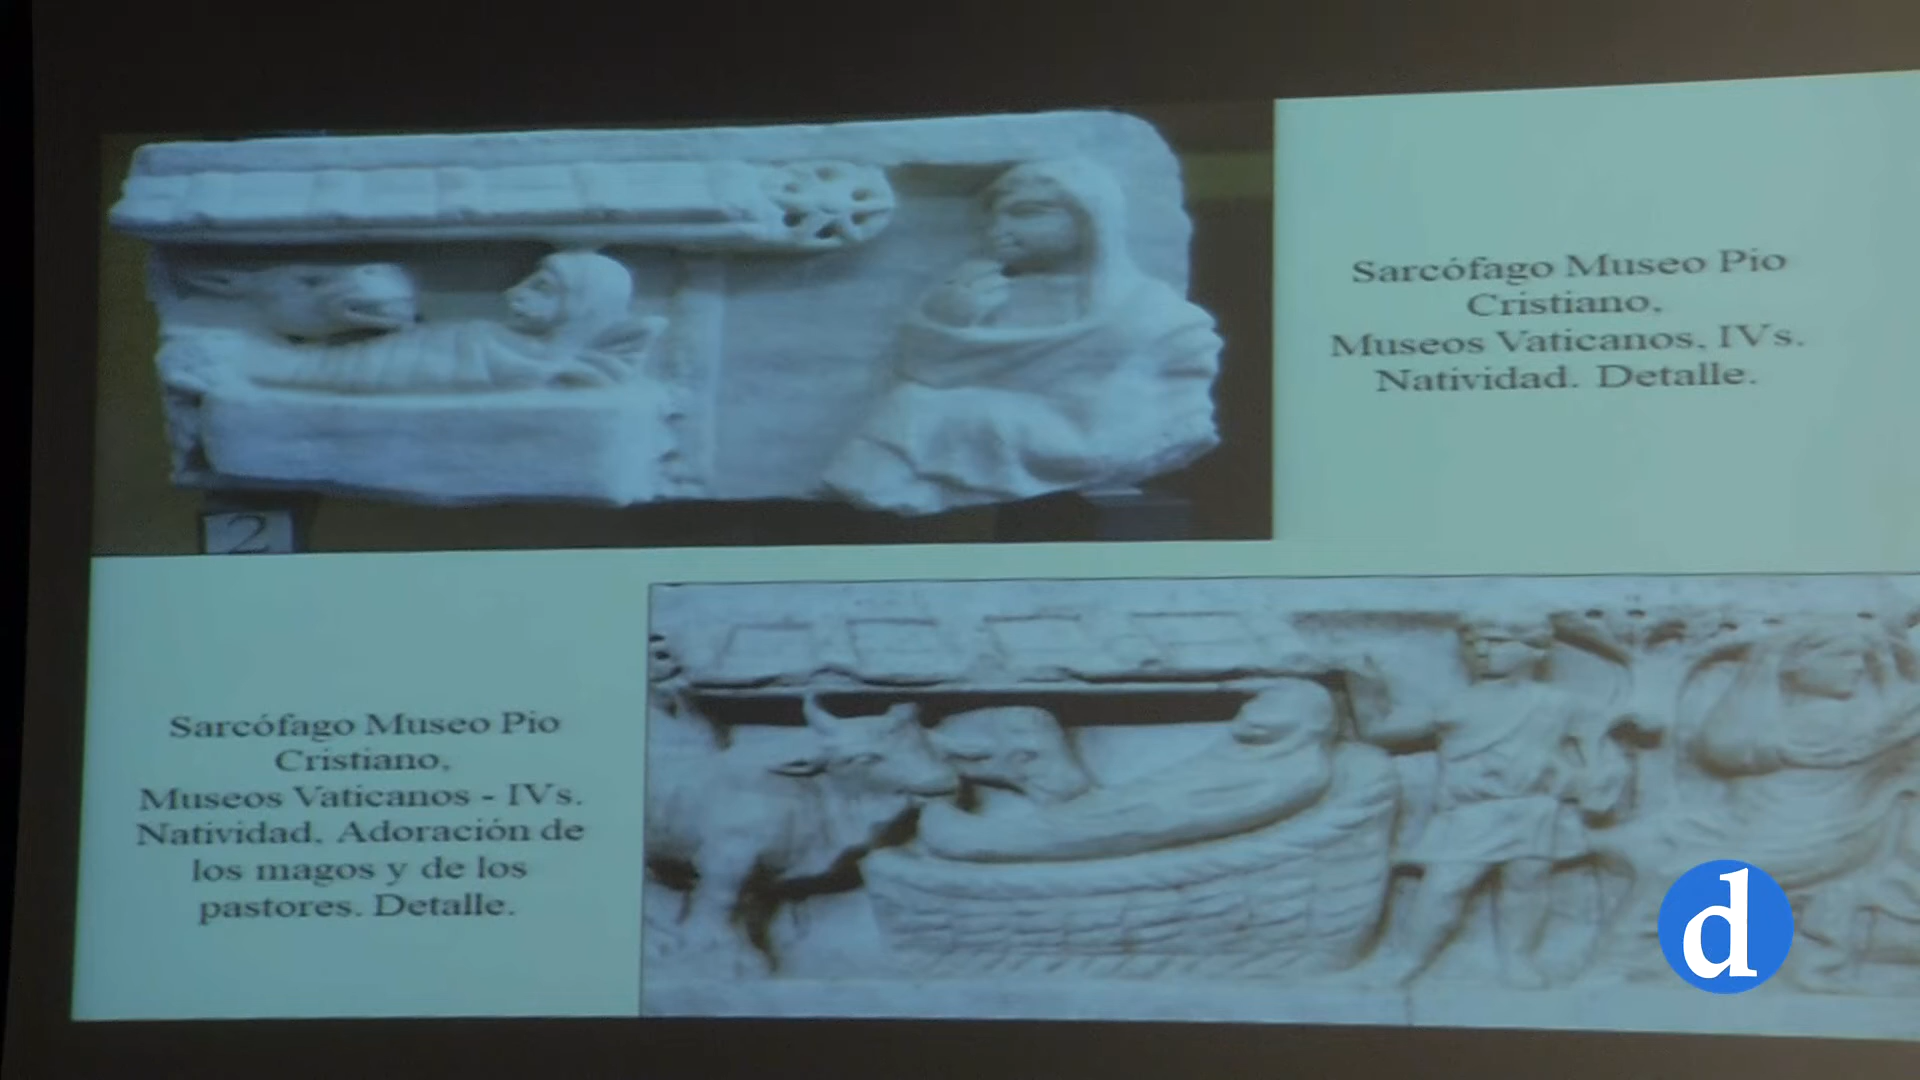 Sarcófago Museo Pio
Cristiano,
Museos Vaticanos, IVs.
Natividad. Detalle.
2
Sarcófago Museo Pio
Cristiano,
Museos Vaticanos - IVs.
Natividad, Adoración de
los magos y de los
pastores. Detalle.
d